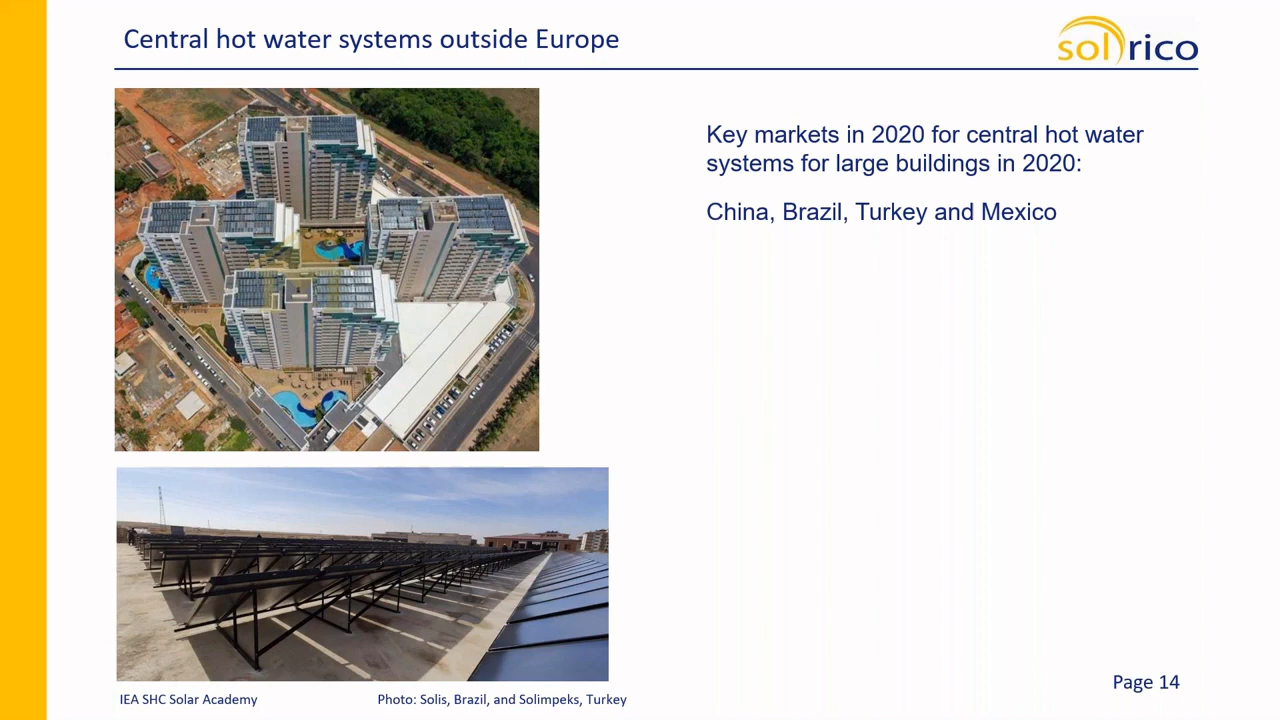 Central hot water systems outside Europe
solrico
Key markets in 2020 for central hot water
systems for large buildings in 2020:
China, Brazil, Turkey and Mexico
IEA SHC Solar Academy
Photo: Solis, Brazil, and Solimpeks, Turkey
Page 14